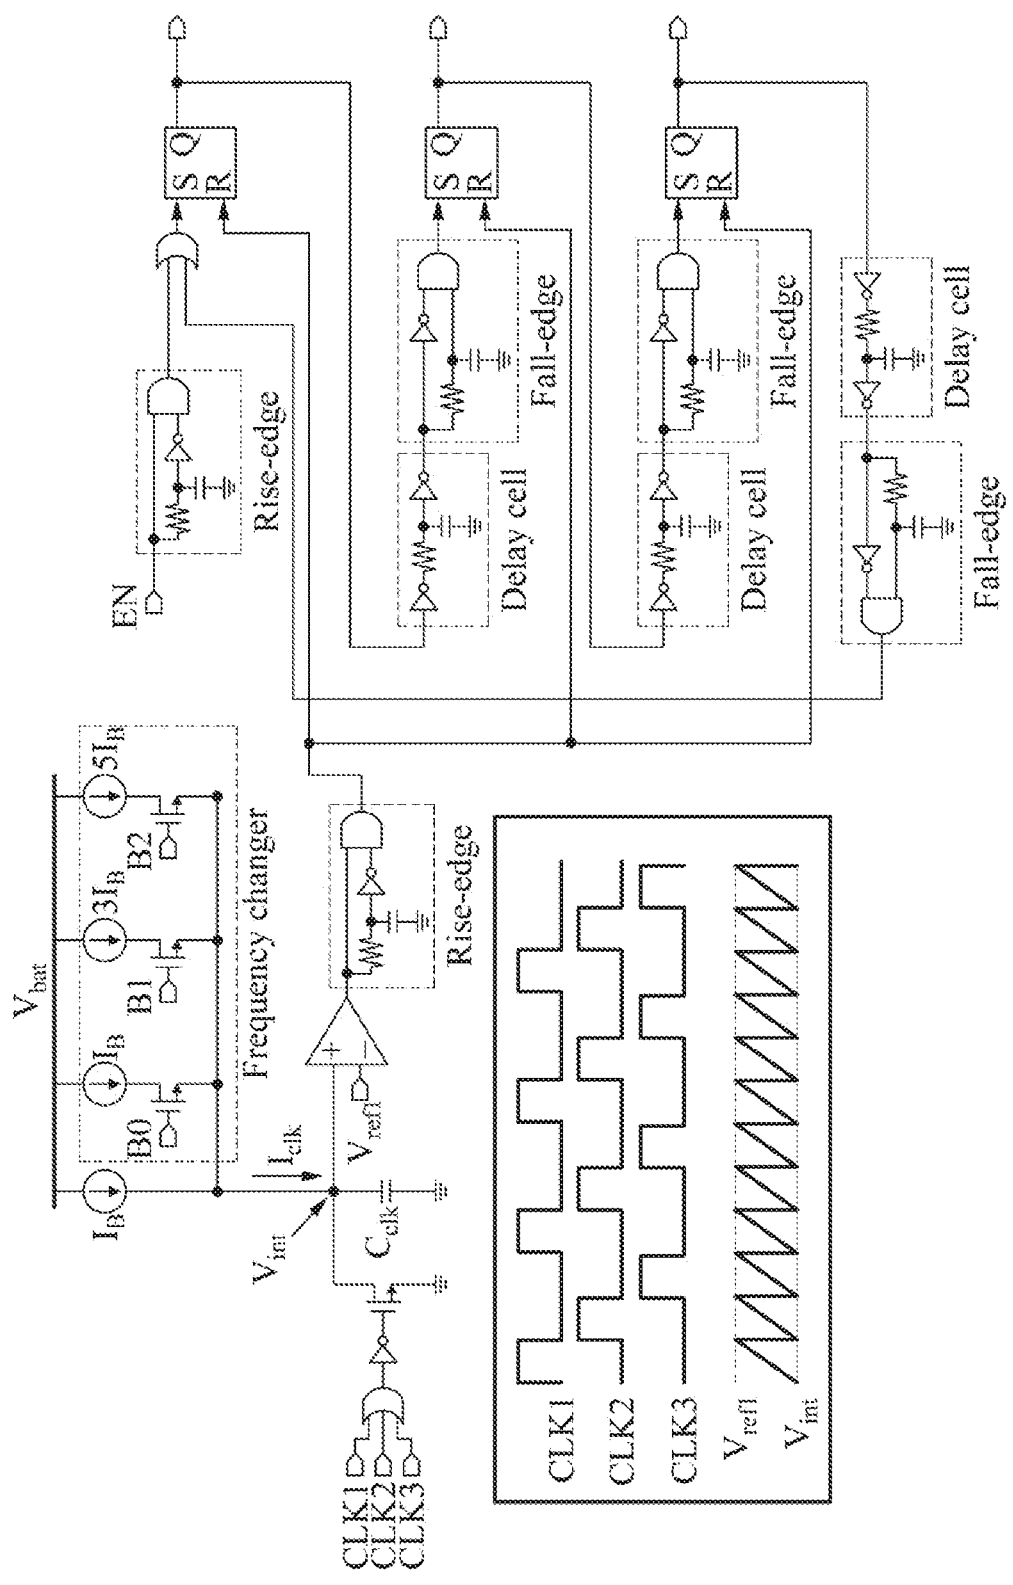 V_bat
I_B
I_B
3I_B
5I_B
B0
B1
B2
Frequency changer
I_clk
V_int
C_clk
V_ref1
+
−
CLK1
CLK2
CLK3
Rise-edge
EN
Rise-edge
S
Q
R
Delay cell
Fall-edge
S
Q
R
Delay cell
Fall-edge
S
Q
R
Delay cell
Fall-edge
CLK1
CLK2
CLK3
V_ref1
V_int